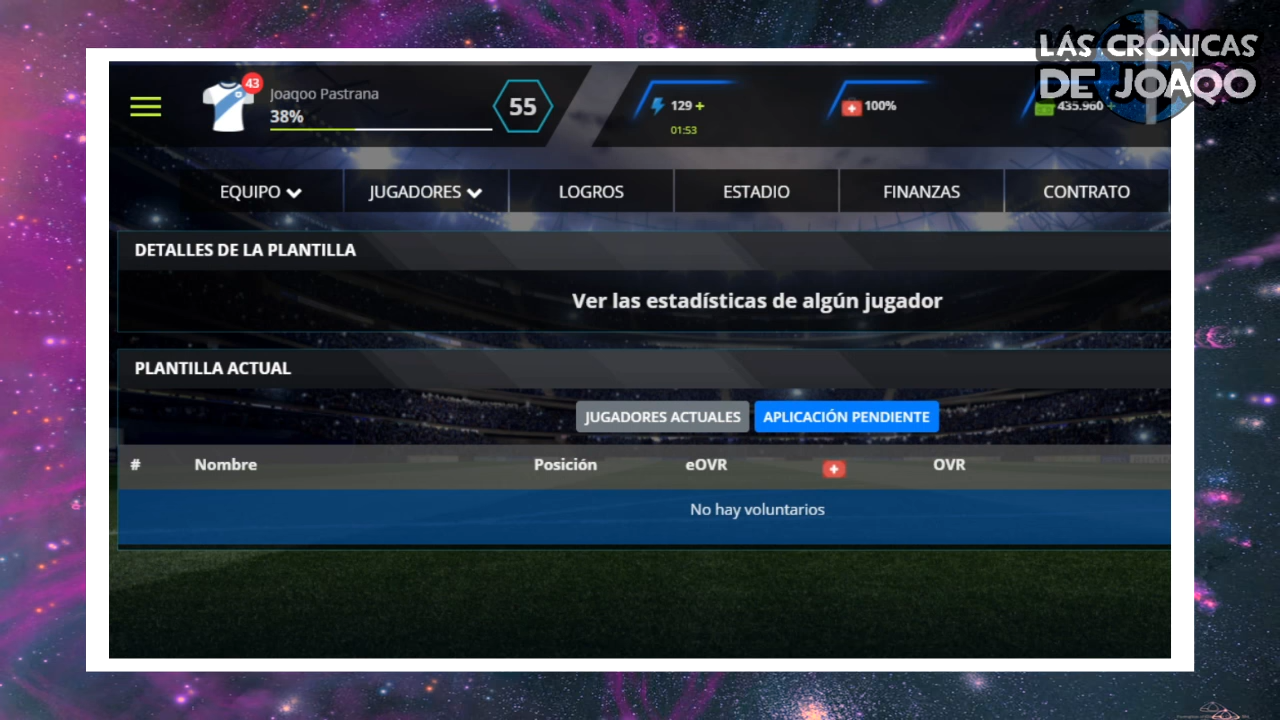 LÁS CRÓNICAS
DE JOAQO
43
Joaqoo Pastrana
38%
55
129 +
01:53
100%
435.960 +
EQUIPO
JUGADORES
LOGROS
ESTADIO
FINANZAS
CONTRATO
DETALLES DE LA PLANTILLA
Ver las estadísticas de algún jugador
PLANTILLA ACTUAL
JUGADORES ACTUALES
APLICACIÓN PENDIENTE
# Nombre Posición eOVR OVR
No hay voluntarios